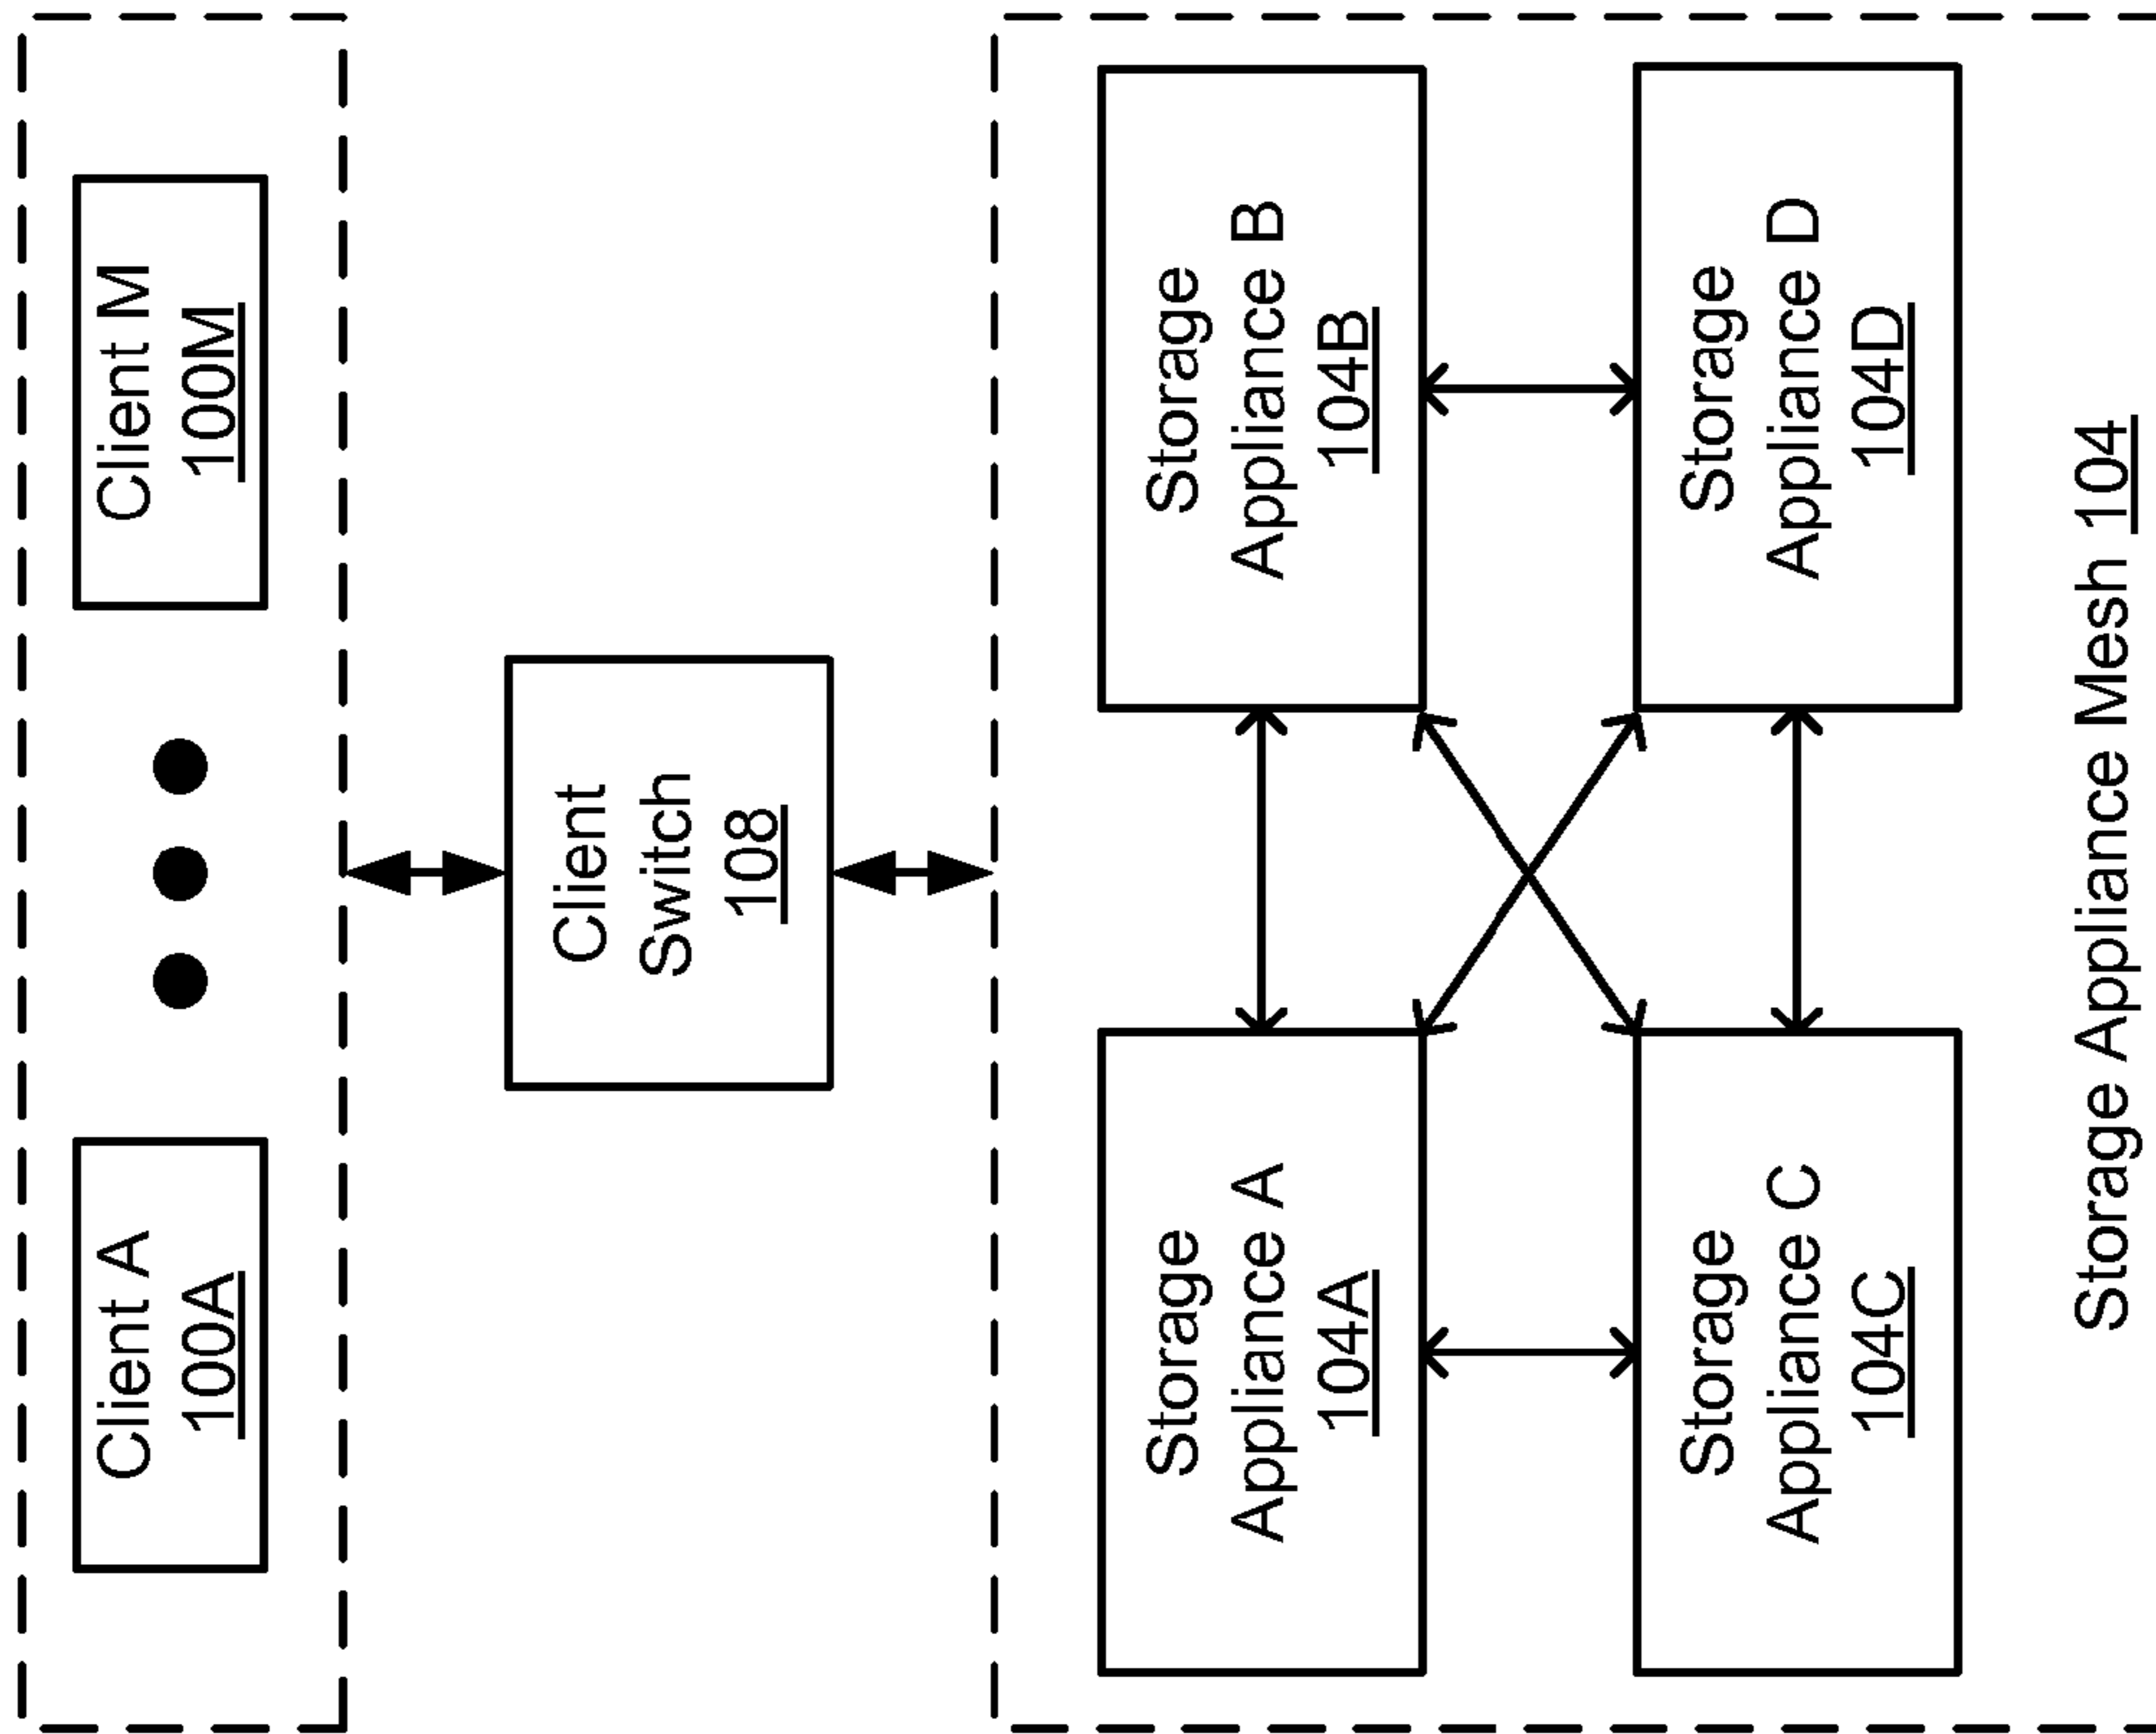 Client A
100A
Client M
100M
Client
Switch
108
Storage
Appliance A
104A
Storage
Appliance B
104B
Storage
Appliance C
104C
Storage
Appliance D
104D
Storage Appliance Mesh 104